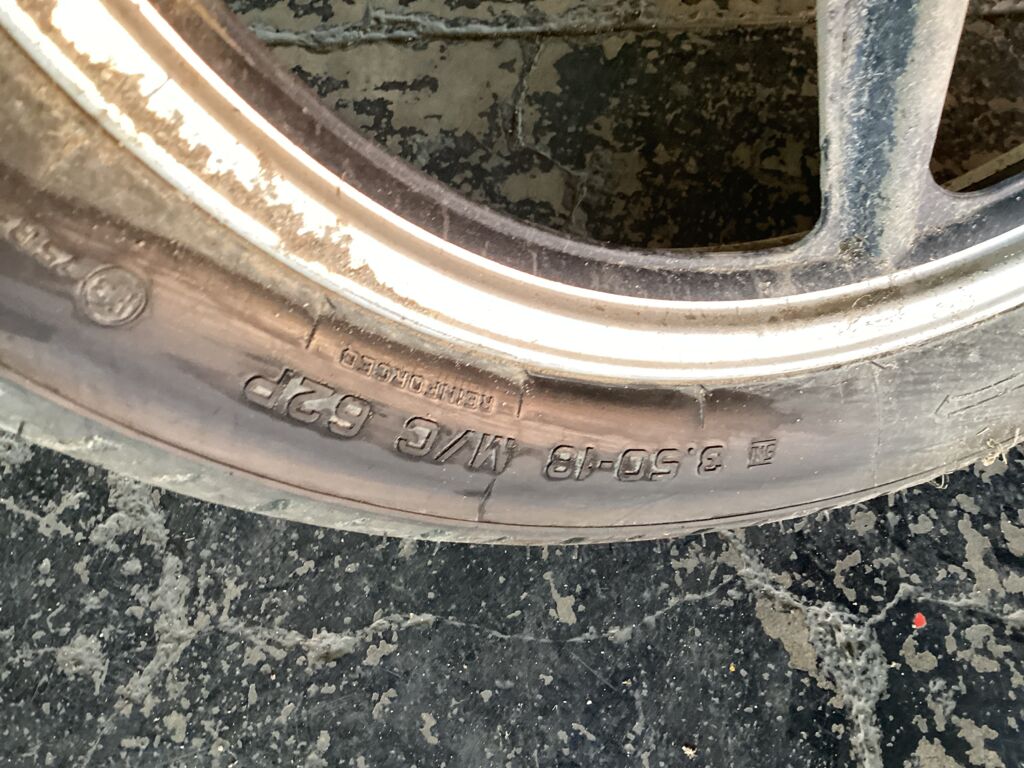 3.50-18 M/C 62P
REINFORCED